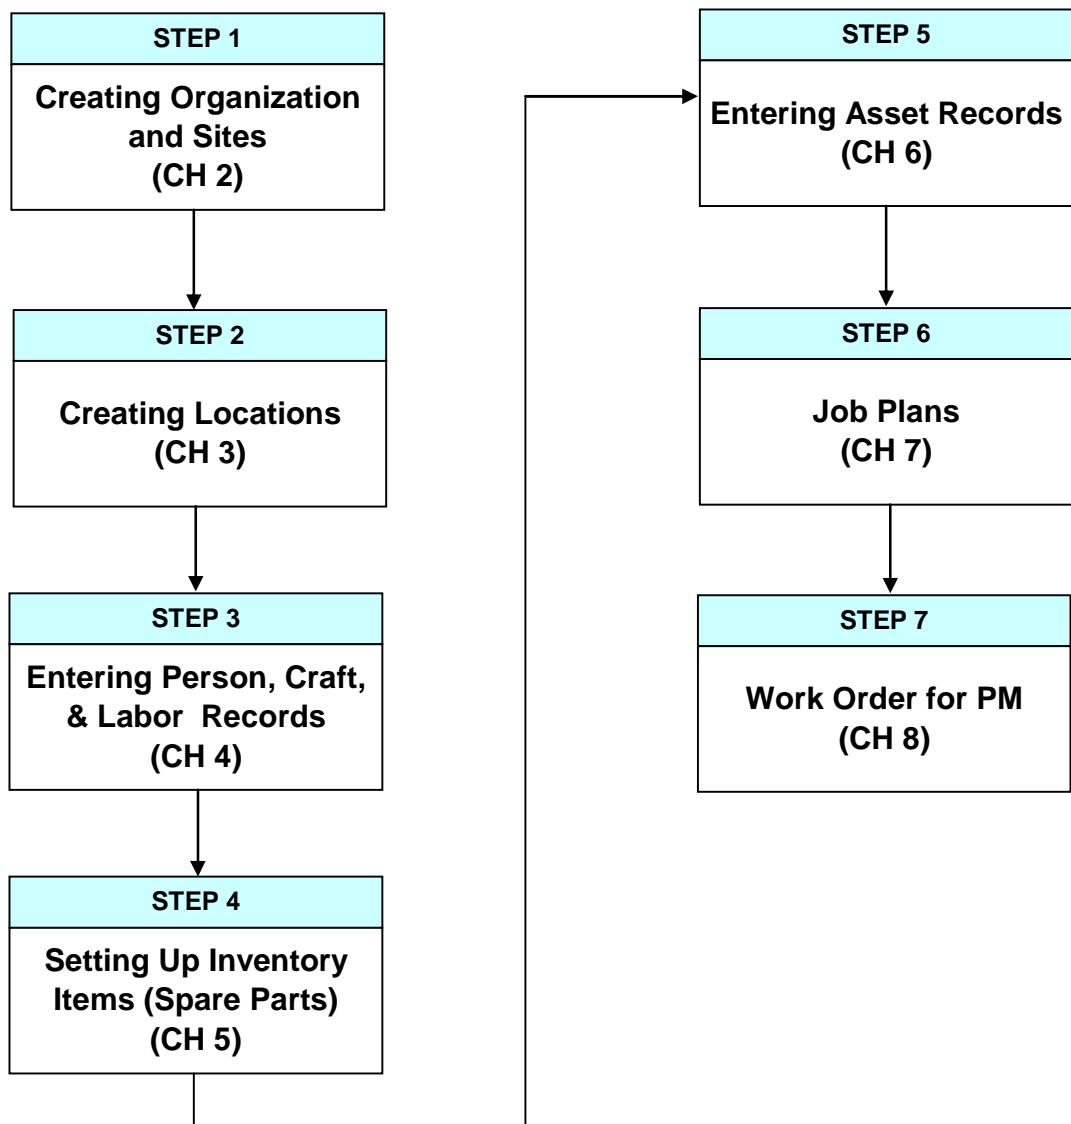 STEP 1
Creating Organization
and Sites
(CH 2)
STEP 2
Creating Locations
(CH 3)
STEP 3
Entering Person, Craft,
& Labor Records
(CH 4)
STEP 4
Setting Up Inventory
Items (Spare Parts)
(CH 5)
STEP 5
Entering Asset Records
(CH 6)
STEP 6
Job Plans
(CH 7)
STEP 7
Work Order for PM
(CH 8)